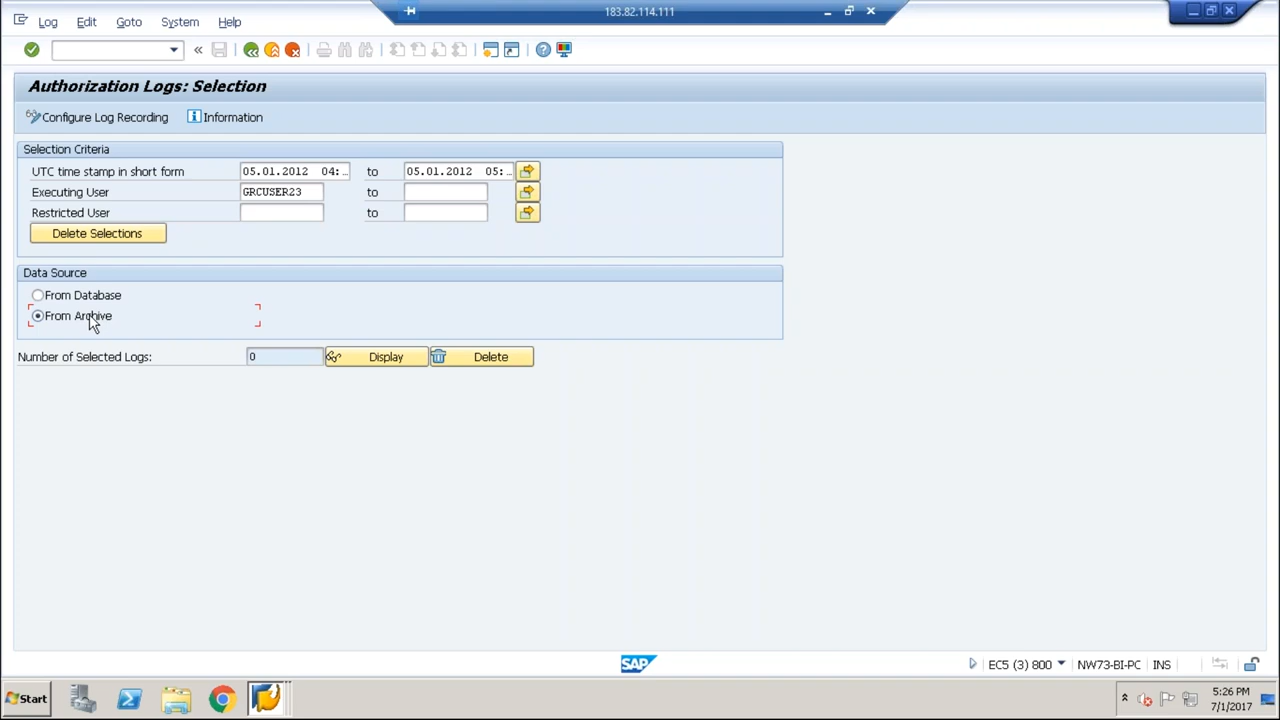 183.82.114.111
Log Edit Goto System Help
Authorization Logs: Selection
Configure Log Recording Information
Selection Criteria
UTC time stamp in short form 05.01.2012 04:.. to 05.01.2012 05:..
Executing User GRCUSER23 to
Restricted User to
Delete Selections
Data Source
From Database
From Archive
Number of Selected Logs: 0 Display Delete
SAP
EC5 (3) 800 NW73-BI-PC INS
Start
5:26 PM
7/1/2017